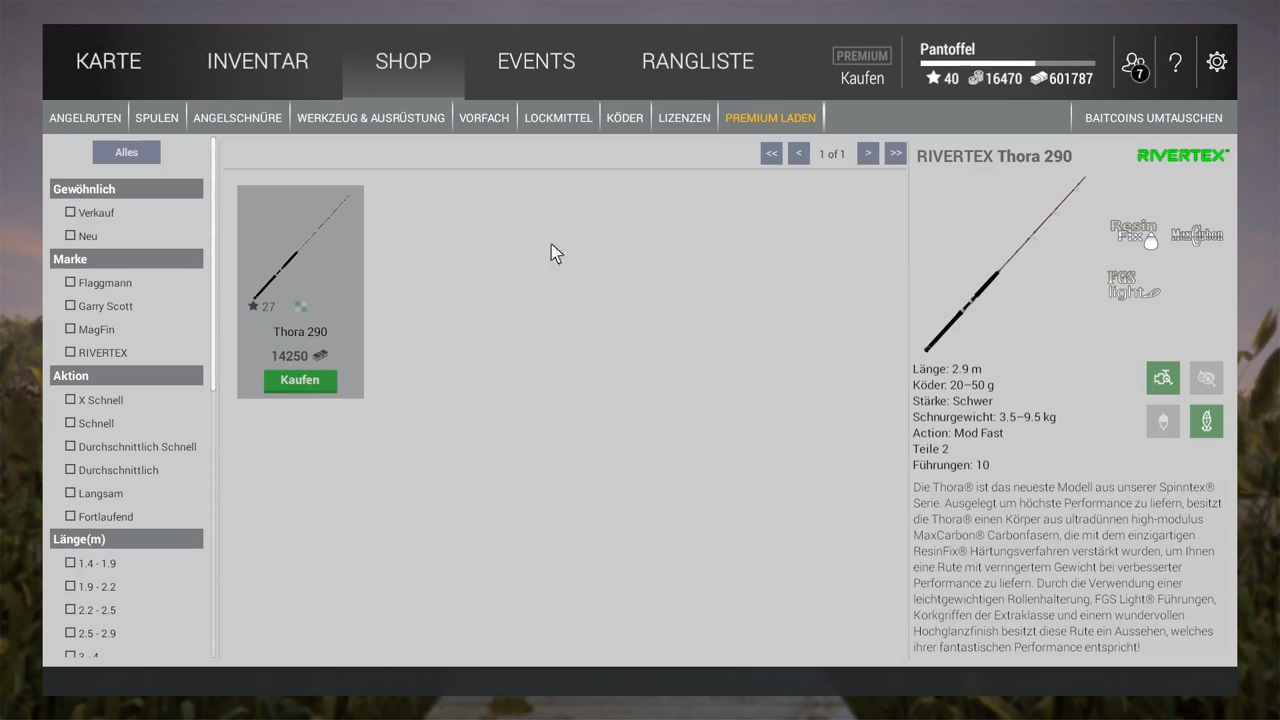 KARTE INVENTAR SHOP EVENTS RANGLISTE
PREMIUM
Kaufen
Pantoffel
40 16470 601787
7
?
ANGELRUTEN SPULEN ANGELSCHNÜRE WERKZEUG & AUSRÜSTUNG VORFACH LOCKMITTEL KÖDER LIZENZEN PREMIUM LADEN BAITCOINS UMTAUSCHEN
Alles
Gewöhnlich
Verkauf
Neu
Marke
Flaggmann
Garry Scott
MagFin
RIVERTEX
Aktion
X Schnell
Schnell
Durchschnittlich Schnell
Durchschnittlich
Langsam
Fortlaufend
Länge(m)
1.4 - 1.9
1.9 - 2.2
2.2 - 2.5
2.5 - 2.9
3 - 4
<< < 1 of 1 > >>
27
Thora 290
14250
Kaufen
RIVERTEX Thora 290
RIVERTEX
Resin Fix
MaxCarbon
FGS light
Länge: 2.9 m
Köder: 20–50 g
Stärke: Schwer
Schnurgewicht: 3.5–9.5 kg
Action: Mod Fast
Teile 2
Führungen: 10
Die Thora® ist das neueste Modell aus unserer Spinntex®
Serie. Ausgelegt um höchste Performance zu liefern, besitzt
die Thora® einen Körper aus ultradünnen high-modulus
MaxCarbon® Carbonfasern, die mit dem einzigartigen
ResinFix® Härtungsverfahren verstärkt wurden, um Ihnen
eine Rute mit verringertem Gewicht bei verbesserter
Performance zu liefern. Durch die Verwendung einer
leichtgewichtigen Rollenhalterung, FGS Light® Führungen,
Korkgriffen der Extraklasse und einem wundervollen
Hochglanzfinish besitzt diese Rute ein Aussehen, welches
ihrer fantastischen Performance entspricht!